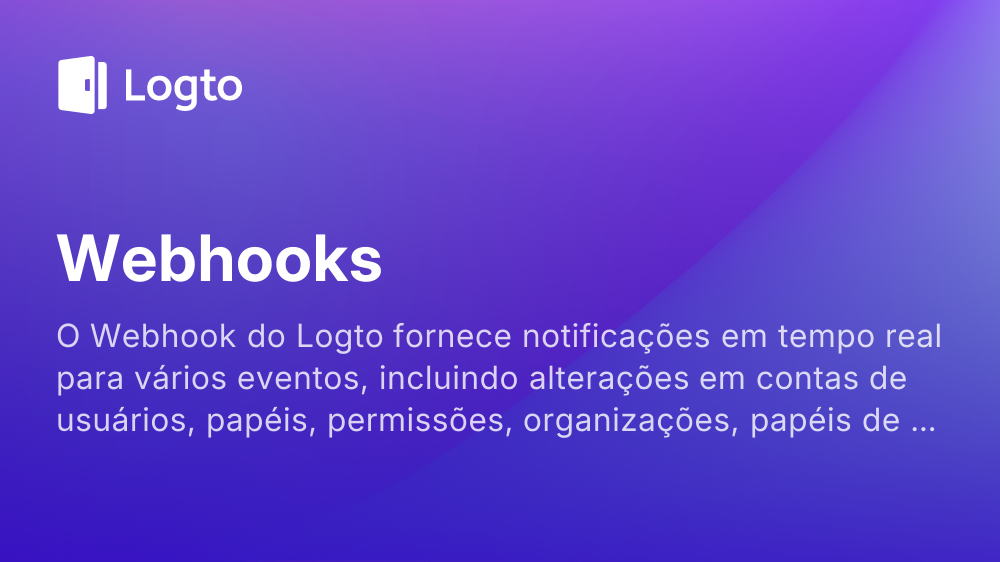 Logto
Webhooks
O Webhook do Logto fornece notificações em tempo real
para vários eventos, incluindo alterações em contas de
usuários, papéis, permissões, organizações, papéis de ...